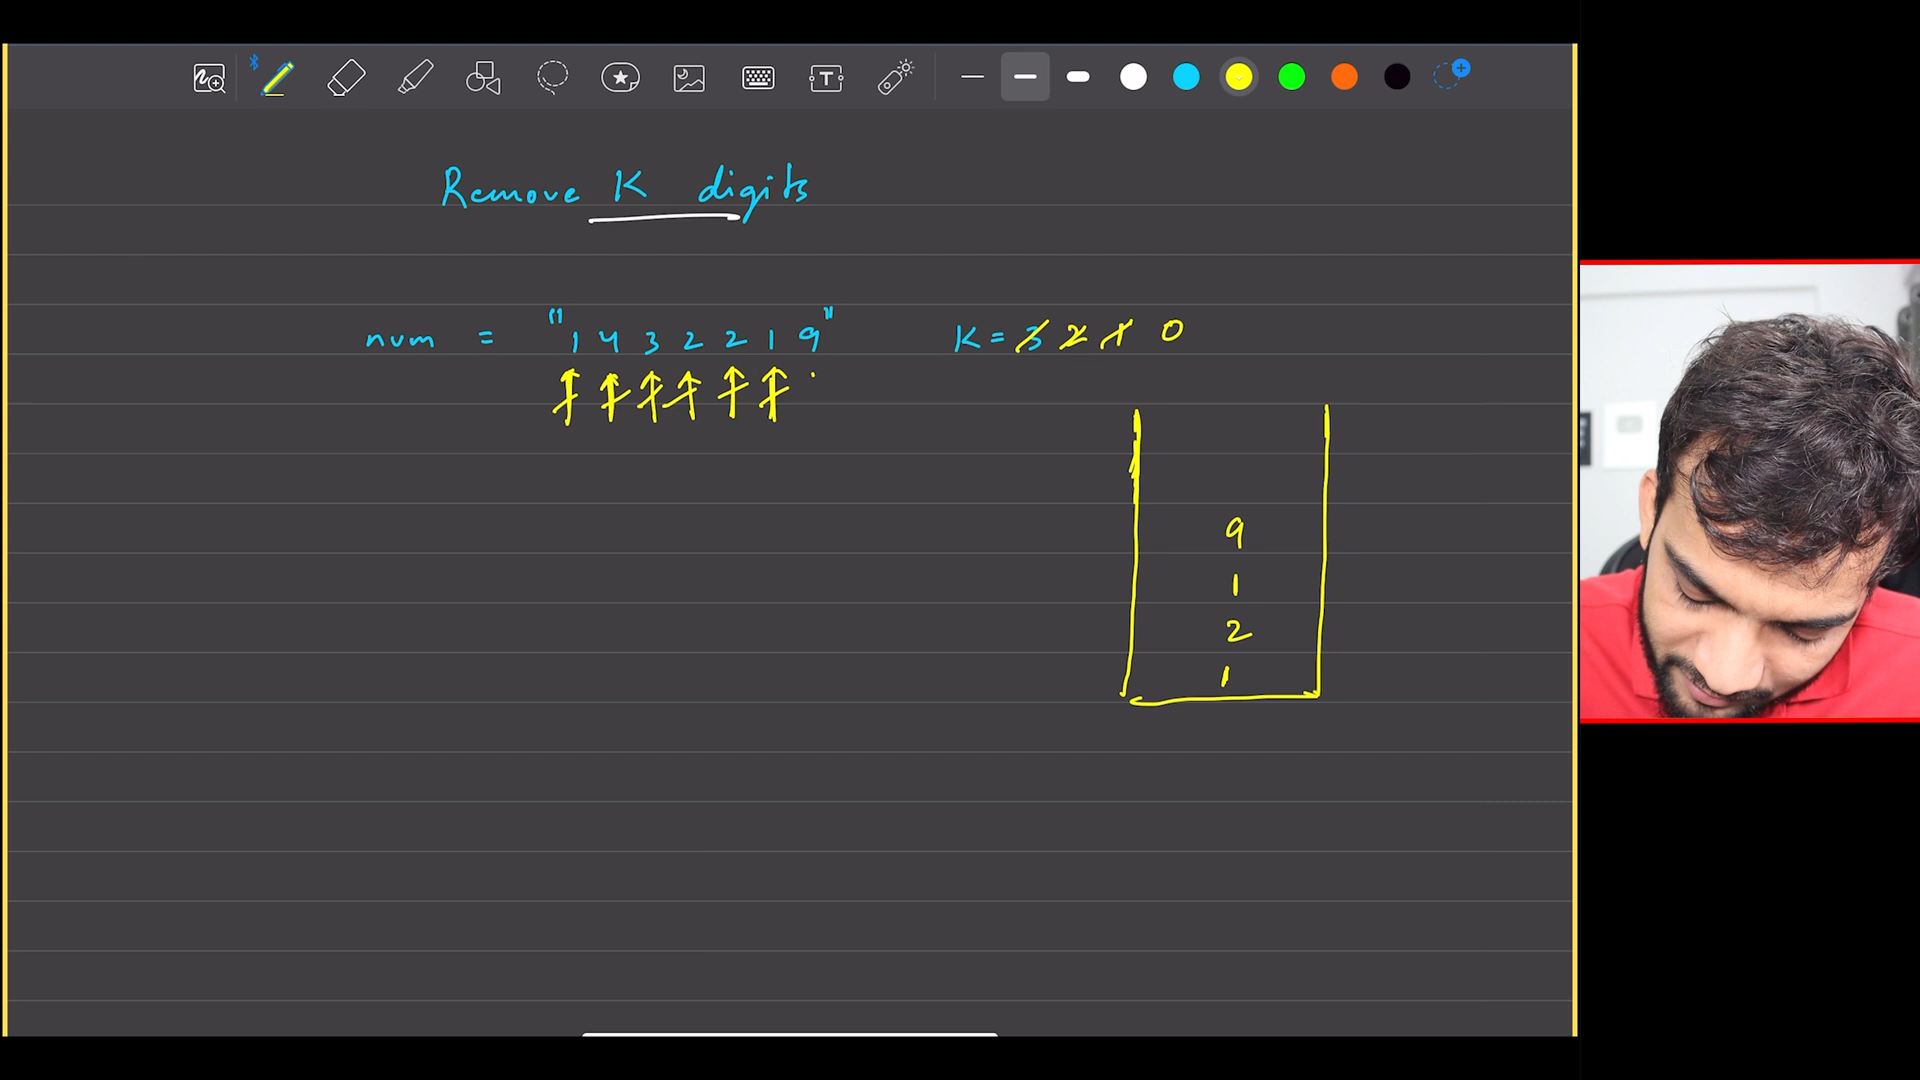 Remove K digits
num = "1432219" K = 3 2 1 0
9
1
2
1